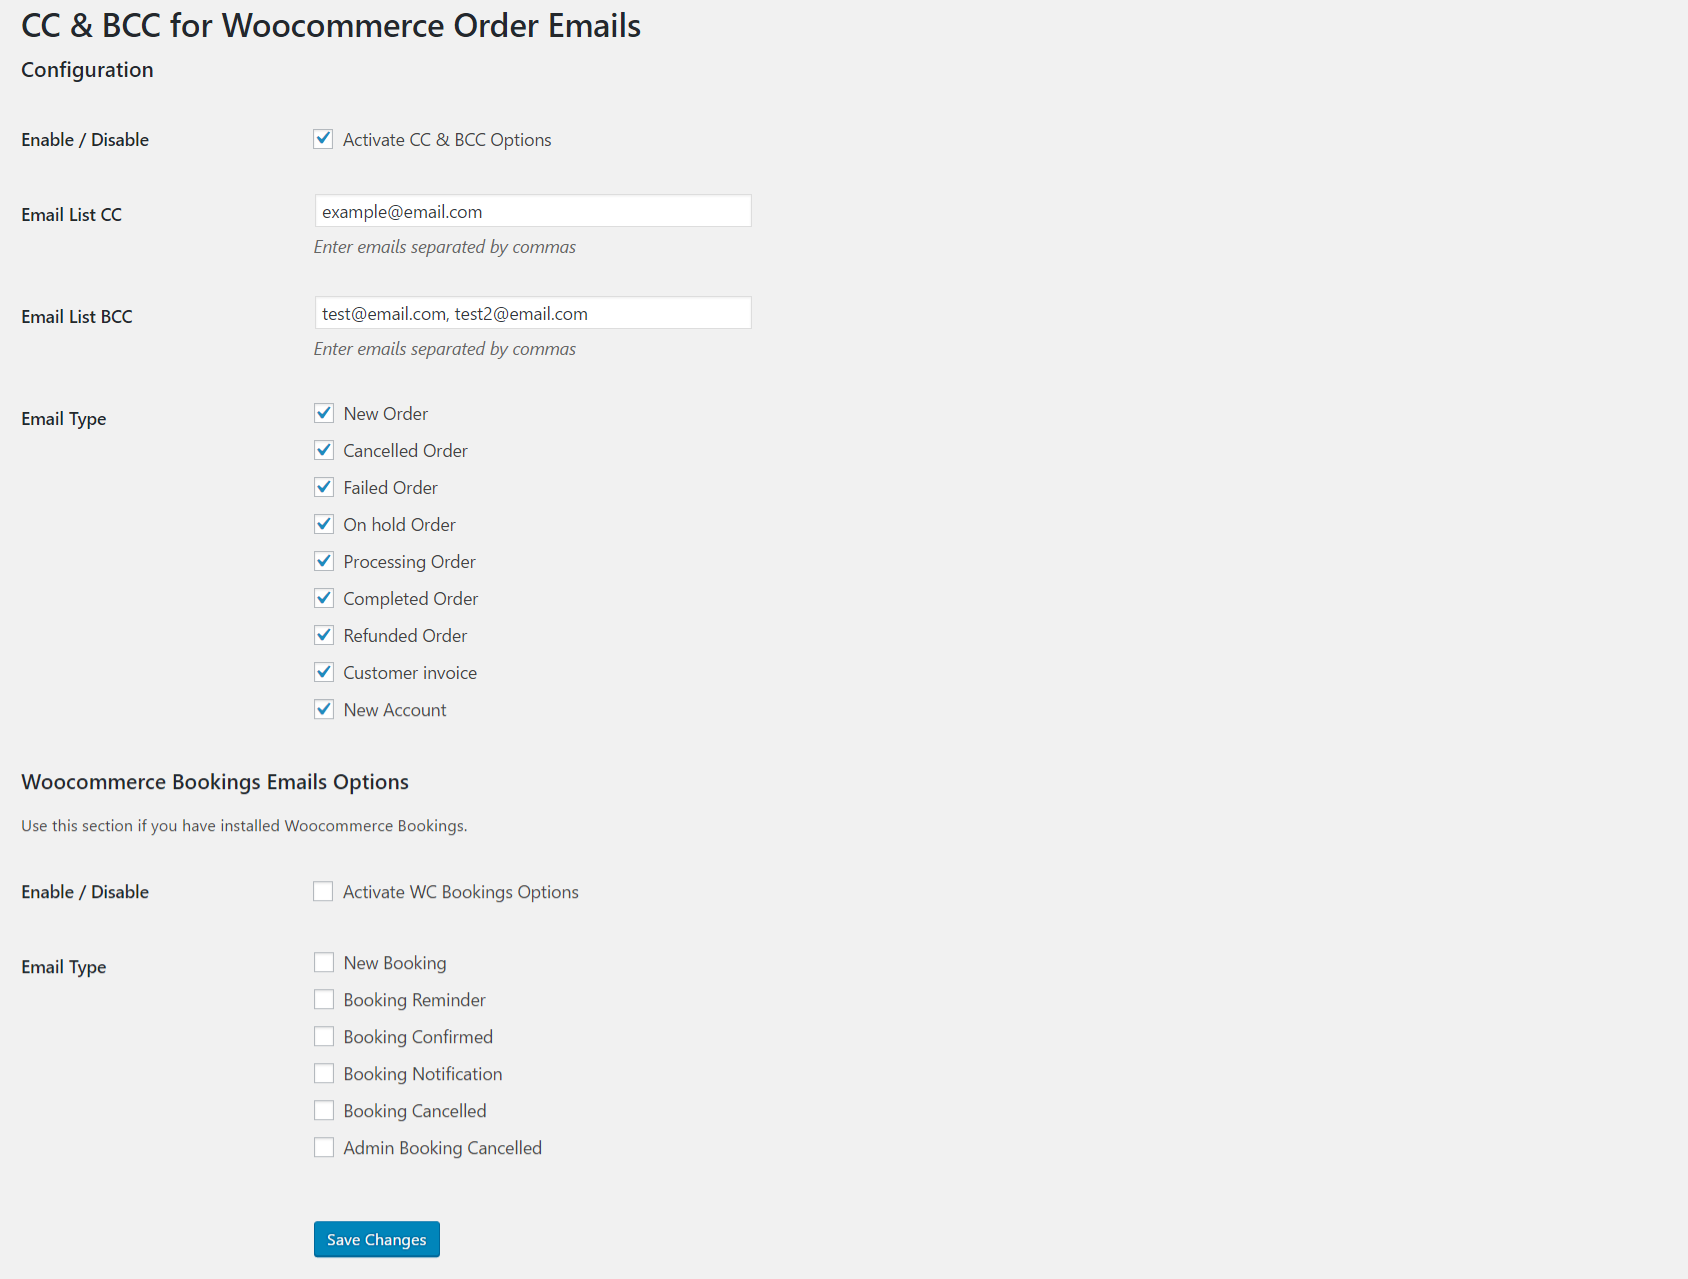 CC & BCC for Woocommerce Order Emails
Configuration
Enable / Disable
Activate CC & BCC Options
Email List CC
example@email.com
Enter emails separated by commas
Email List BCC
test@email.com, test2@email.com
Enter emails separated by commas
Email Type
New Order
Cancelled Order
Failed Order
On hold Order
Processing Order
Completed Order
Refunded Order
Customer invoice
New Account
Woocommerce Bookings Emails Options
Use this section if you have installed Woocommerce Bookings.
Enable / Disable
Activate WC Bookings Options
Email Type
New Booking
Booking Reminder
Booking Confirmed
Booking Notification
Booking Cancelled
Admin Booking Cancelled
Save Changes